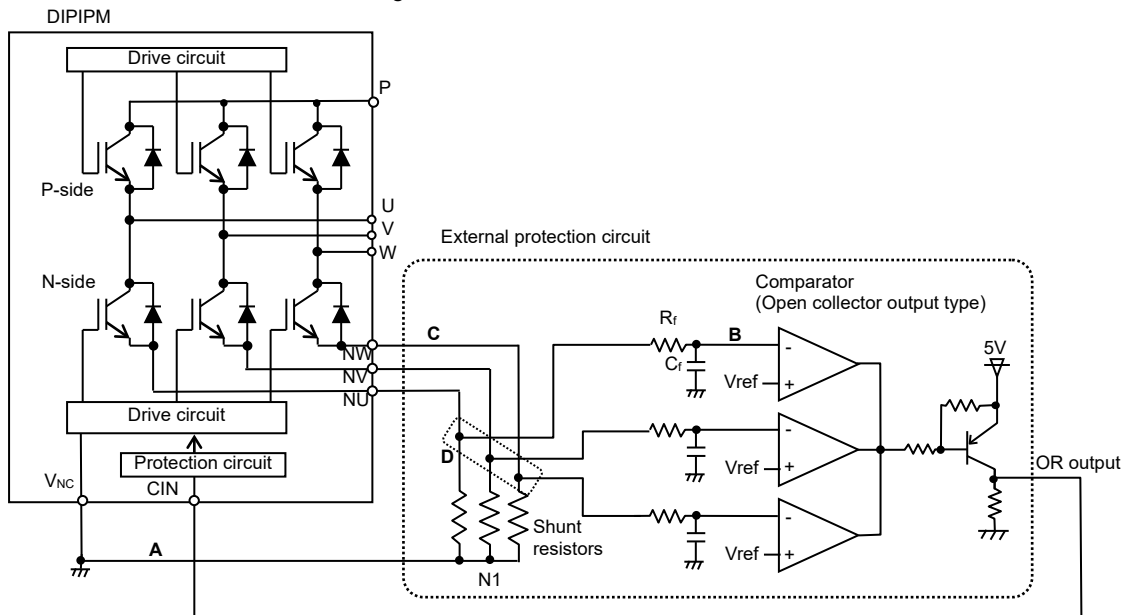 DIPIPM
Drive circuit
P
P-side
U
V
W
N-side
External protection circuit
Comparator
(Open collector output type)
C
Rf
B
Cf
-
Vref
+
5V
NW
NV
NU
Drive circuit
D
-
Vref
+
OR output
Protection circuit
VNC
CIN
-
Vref
+
Shunt
resistors
A
N1